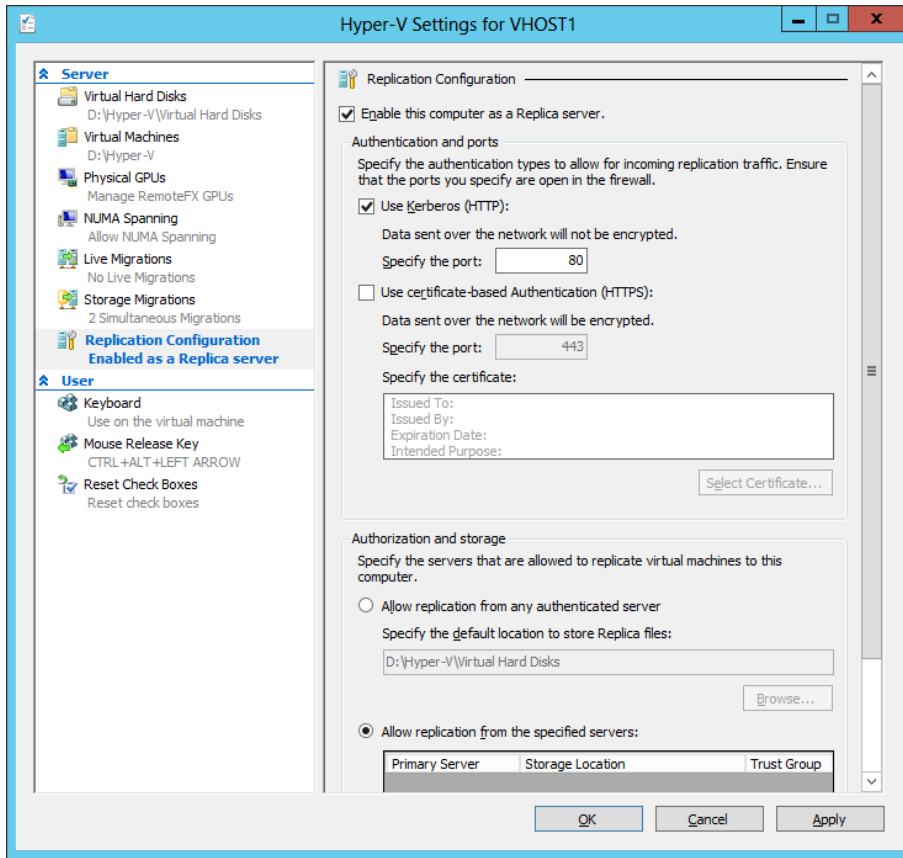 Hyper-V Settings for VHOST1
Server
Virtual Hard Disks
D:\Hyper-V\Virtual Hard Disks
Virtual Machines
D:\Hyper-V
Physical GPUs
Manage RemoteFX GPUs
NUMA Spanning
Allow NUMA Spanning
Live Migrations
No Live Migrations
Storage Migrations
2 Simultaneous Migrations
Replication Configuration
Enabled as a Replica server
User
Keyboard
Use on the virtual machine
Mouse Release Key
CTRL+ALT+LEFT ARROW
Reset Check Boxes
Reset check boxes
Replication Configuration
Enable this computer as a Replica server.
Authentication and ports
Specify the authentication types to allow for incoming replication traffic. Ensure
that the ports you specify are open in the firewall.
Use Kerberos (HTTP):
Data sent over the network will not be encrypted.
Specify the port: 80
Use certificate-based Authentication (HTTPS):
Data sent over the network will be encrypted.
Specify the port: 443
Specify the certificate:
Issued To:
Issued By:
Expiration Date:
Intended Purpose:
Select Certificate...
Authorization and storage
Specify the servers that are allowed to replicate virtual machines to this
computer.
Allow replication from any authenticated server
Specify the default location to store Replica files:
D:\Hyper-V\Virtual Hard Disks
Browse...
Allow replication from the specified servers:
Primary Server Storage Location Trust Group
OK Cancel Apply